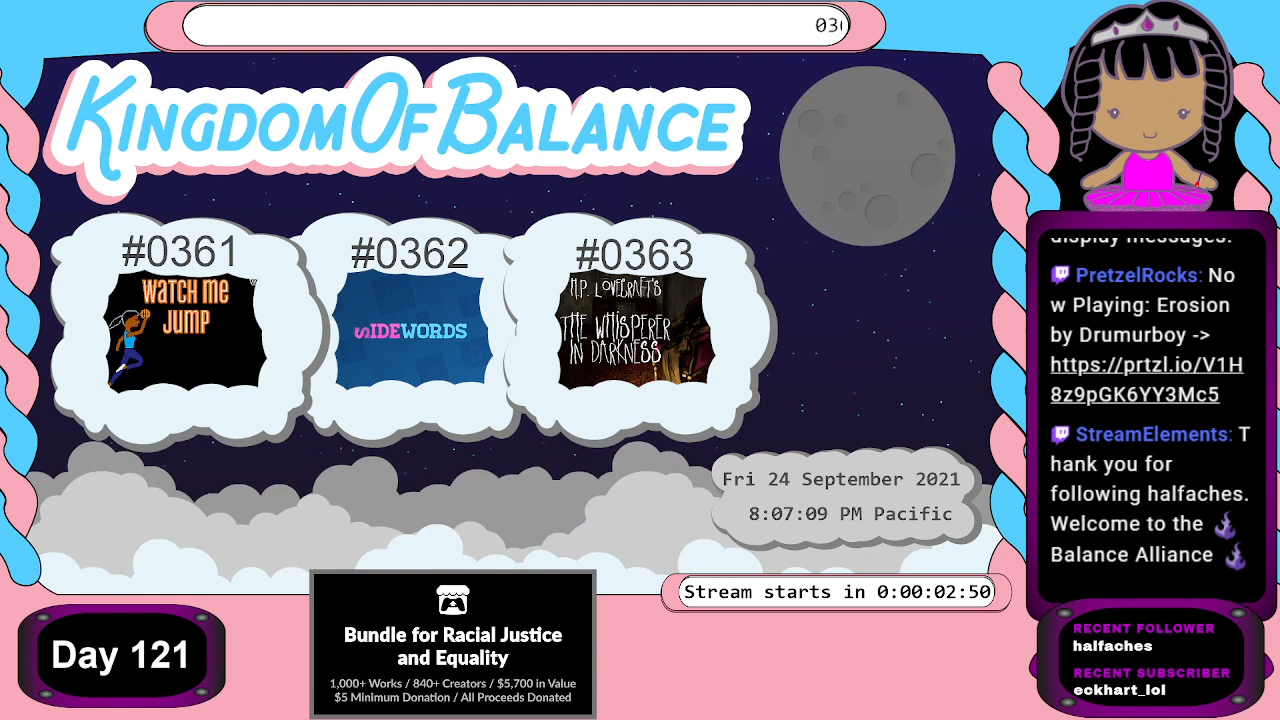 03
KINGDOMOFBALANCE
#0361
WATCH ME
JUMP
#0362
SIDEWORDS
#0363
H.P. LOVECRAFT'S
THE WHISPERER
IN DARKNESS
Fri 24 September 2021
8:07:09 PM Pacific
Stream starts in 0:00:02:50
Day 121
Bundle for Racial Justice
and Equality
1,000+ Works / 840+ Creators / $5,700 in Value
$5 Minimum Donation / All Proceeds Donated
display messages.
PretzelRocks: No
w Playing: Erosion
by Drumurboy ->
https://prtzl.io/V1H
8z9pGK6YY3Mc5
StreamElements: T
hank you for
following halfaches.
Welcome to the
Balance Alliance
RECENT FOLLOWER
halfaches
RECENT SUBSCRIBER
eckhart_lol